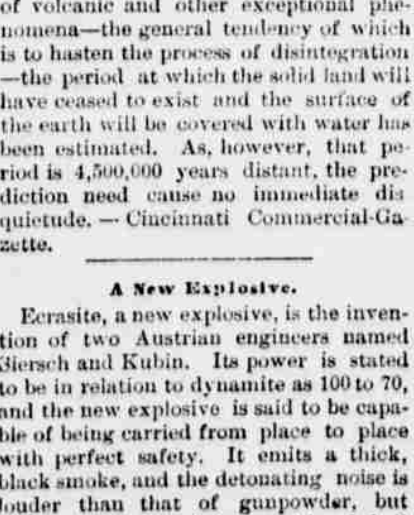 of volcanic and other exceptional phe-
nomena—the general tendency of which
is to hasten the process of disintegration
—the period at which the solid land will
have ceased to exist and the surface of
the earth will be covered with water has
been estimated. As, however, that pe-
riod is 4,500,000 years distant, the pre-
diction need cause no immediate dis
quietude. — Cincinnati Commercial-Ga-
zette.
A New Explosive.
Ecrasite, a new explosive, is the inven-
tion of two Austrian engineers named
Siersch and Kubin. Its power is stated
to be in relation to dynamite as 100 to 70,
and the new explosive is said to be capa-
ble of being carried from place to place
with perfect safety. It emits a thick,
black smoke, and the detonating noise is
louder than that of gunpowder, but